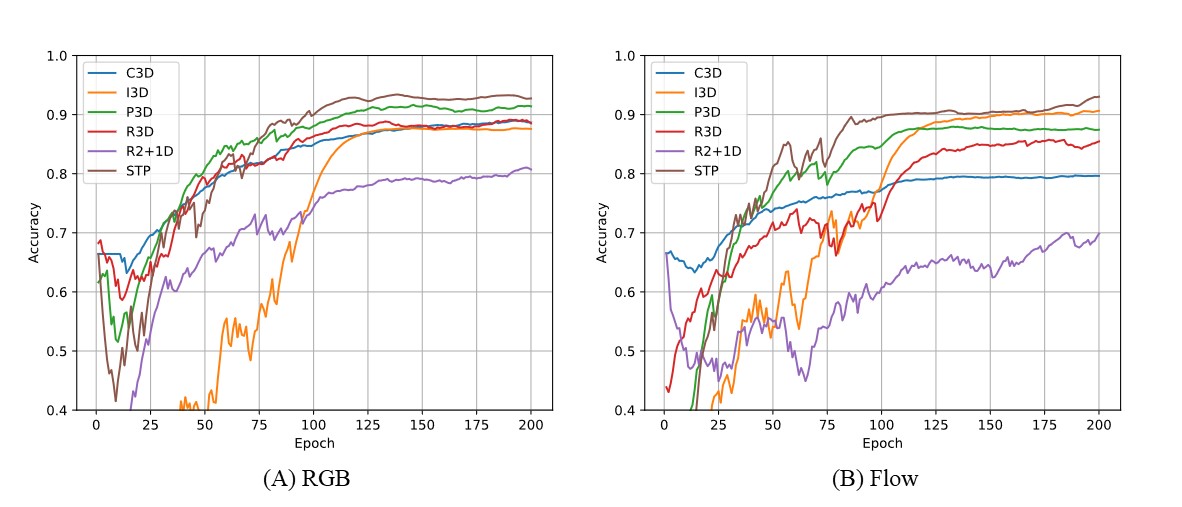 1.0
0.9
0.8
0.7
0.6
0.5
0.4
Accuracy
C3D
I3D
P3D
R3D
R2+1D
STP
0 25 50 75 100 125 150 175 200
Epoch
(A) RGB
1.0
0.9
0.8
0.7
0.6
0.5
0.4
Accuracy
C3D
I3D
P3D
R3D
R2+1D
STP
0 25 50 75 100 125 150 175 200
Epoch
(B) Flow